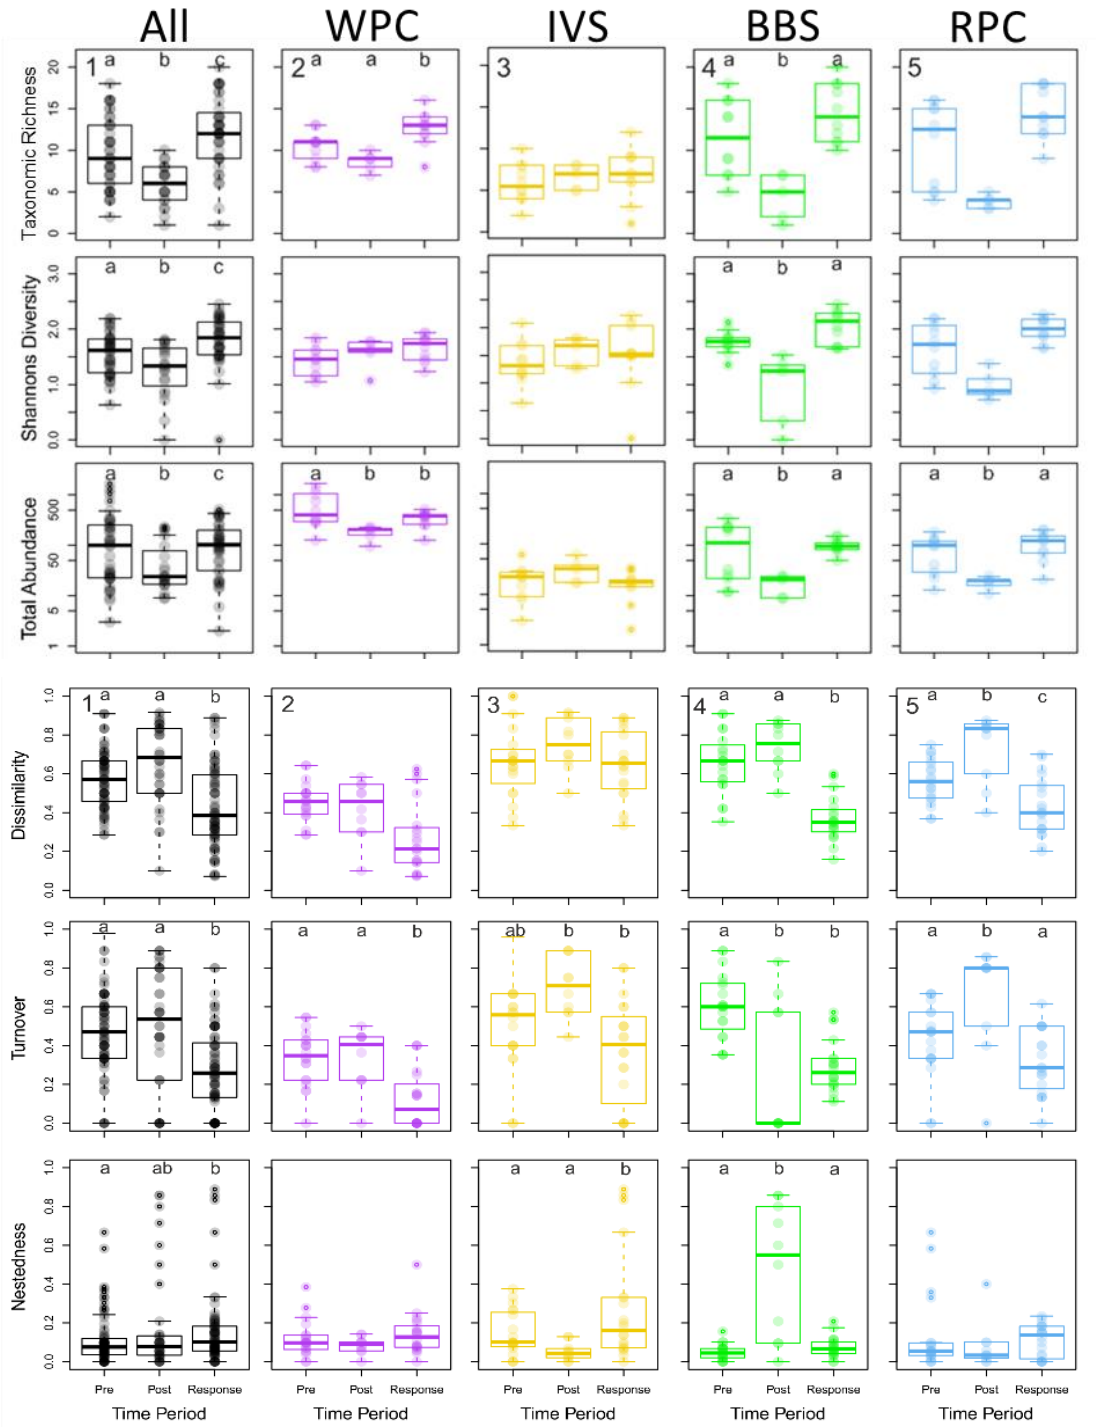 All WPC IVS BBS RPC
Taxonomic Richness
20
15
10
5
0
1 a b c
2 a a b
3
4 a b a
5
Shannons Diversity
3.0
2.0
1.0
0.0
a b c
a b a
Total Abundance
500
50
5
1
a b c
a b b
a b a
a b a
Dissimilarity
1.0
0.8
0.6
0.4
0.2
0.0
1 a a b
2
3
4 a a b
5 a b c
Turnover
1.0
0.8
0.6
0.4
0.2
0.0
a a b
a a b
ab b b
a b b
a b a
Nestedness
1.0
0.8
0.6
0.4
0.2
0.0
a ab b
a a b
a b a
Pre Post Response Pre Post Response Pre Post Response Pre Post Response Pre Post Response
Time Period Time Period Time Period Time Period Time Period